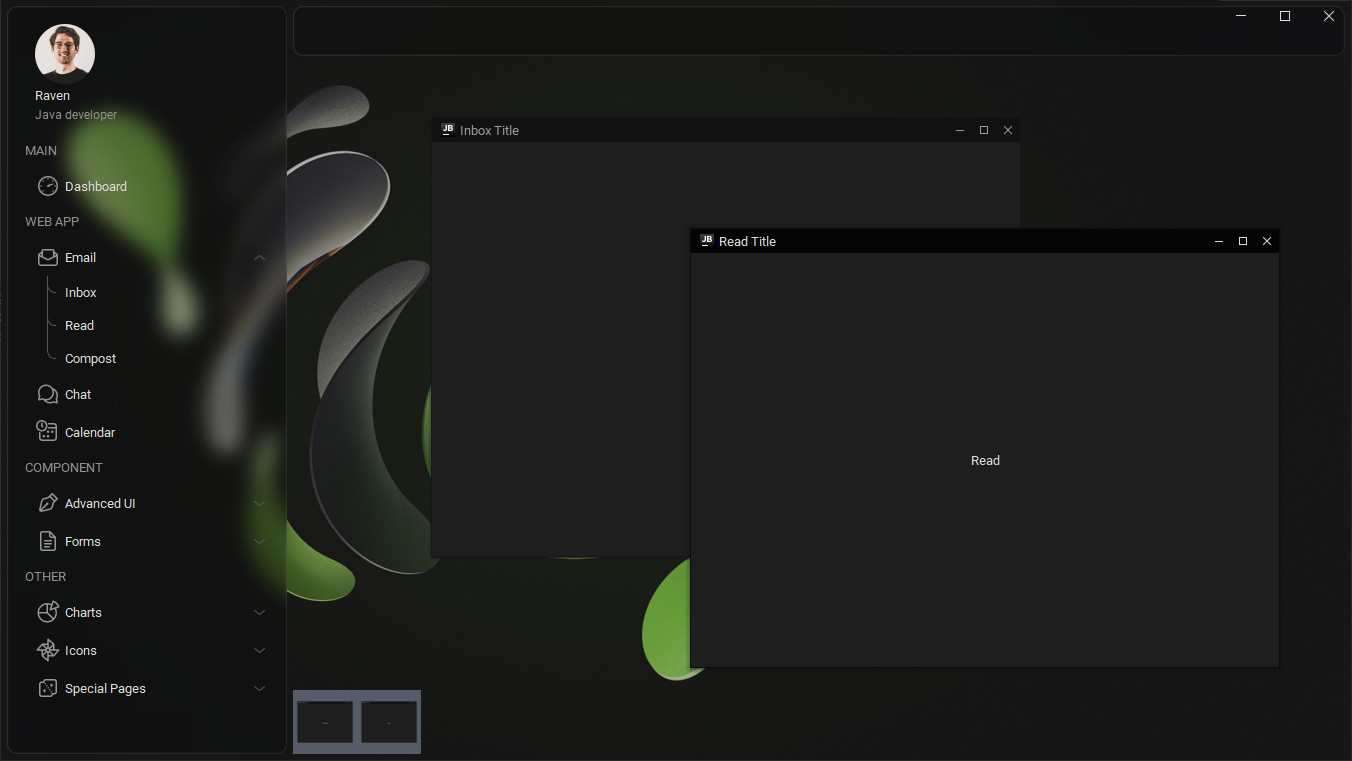 Raven
Java developer
MAIN
Dashboard
WEB APP
Email
Inbox
Read
Compost
Chat
Calendar
COMPONENT
Advanced UI
Forms
OTHER
Charts
Icons
Special Pages
JB Inbox Title
JB Read Title
Read